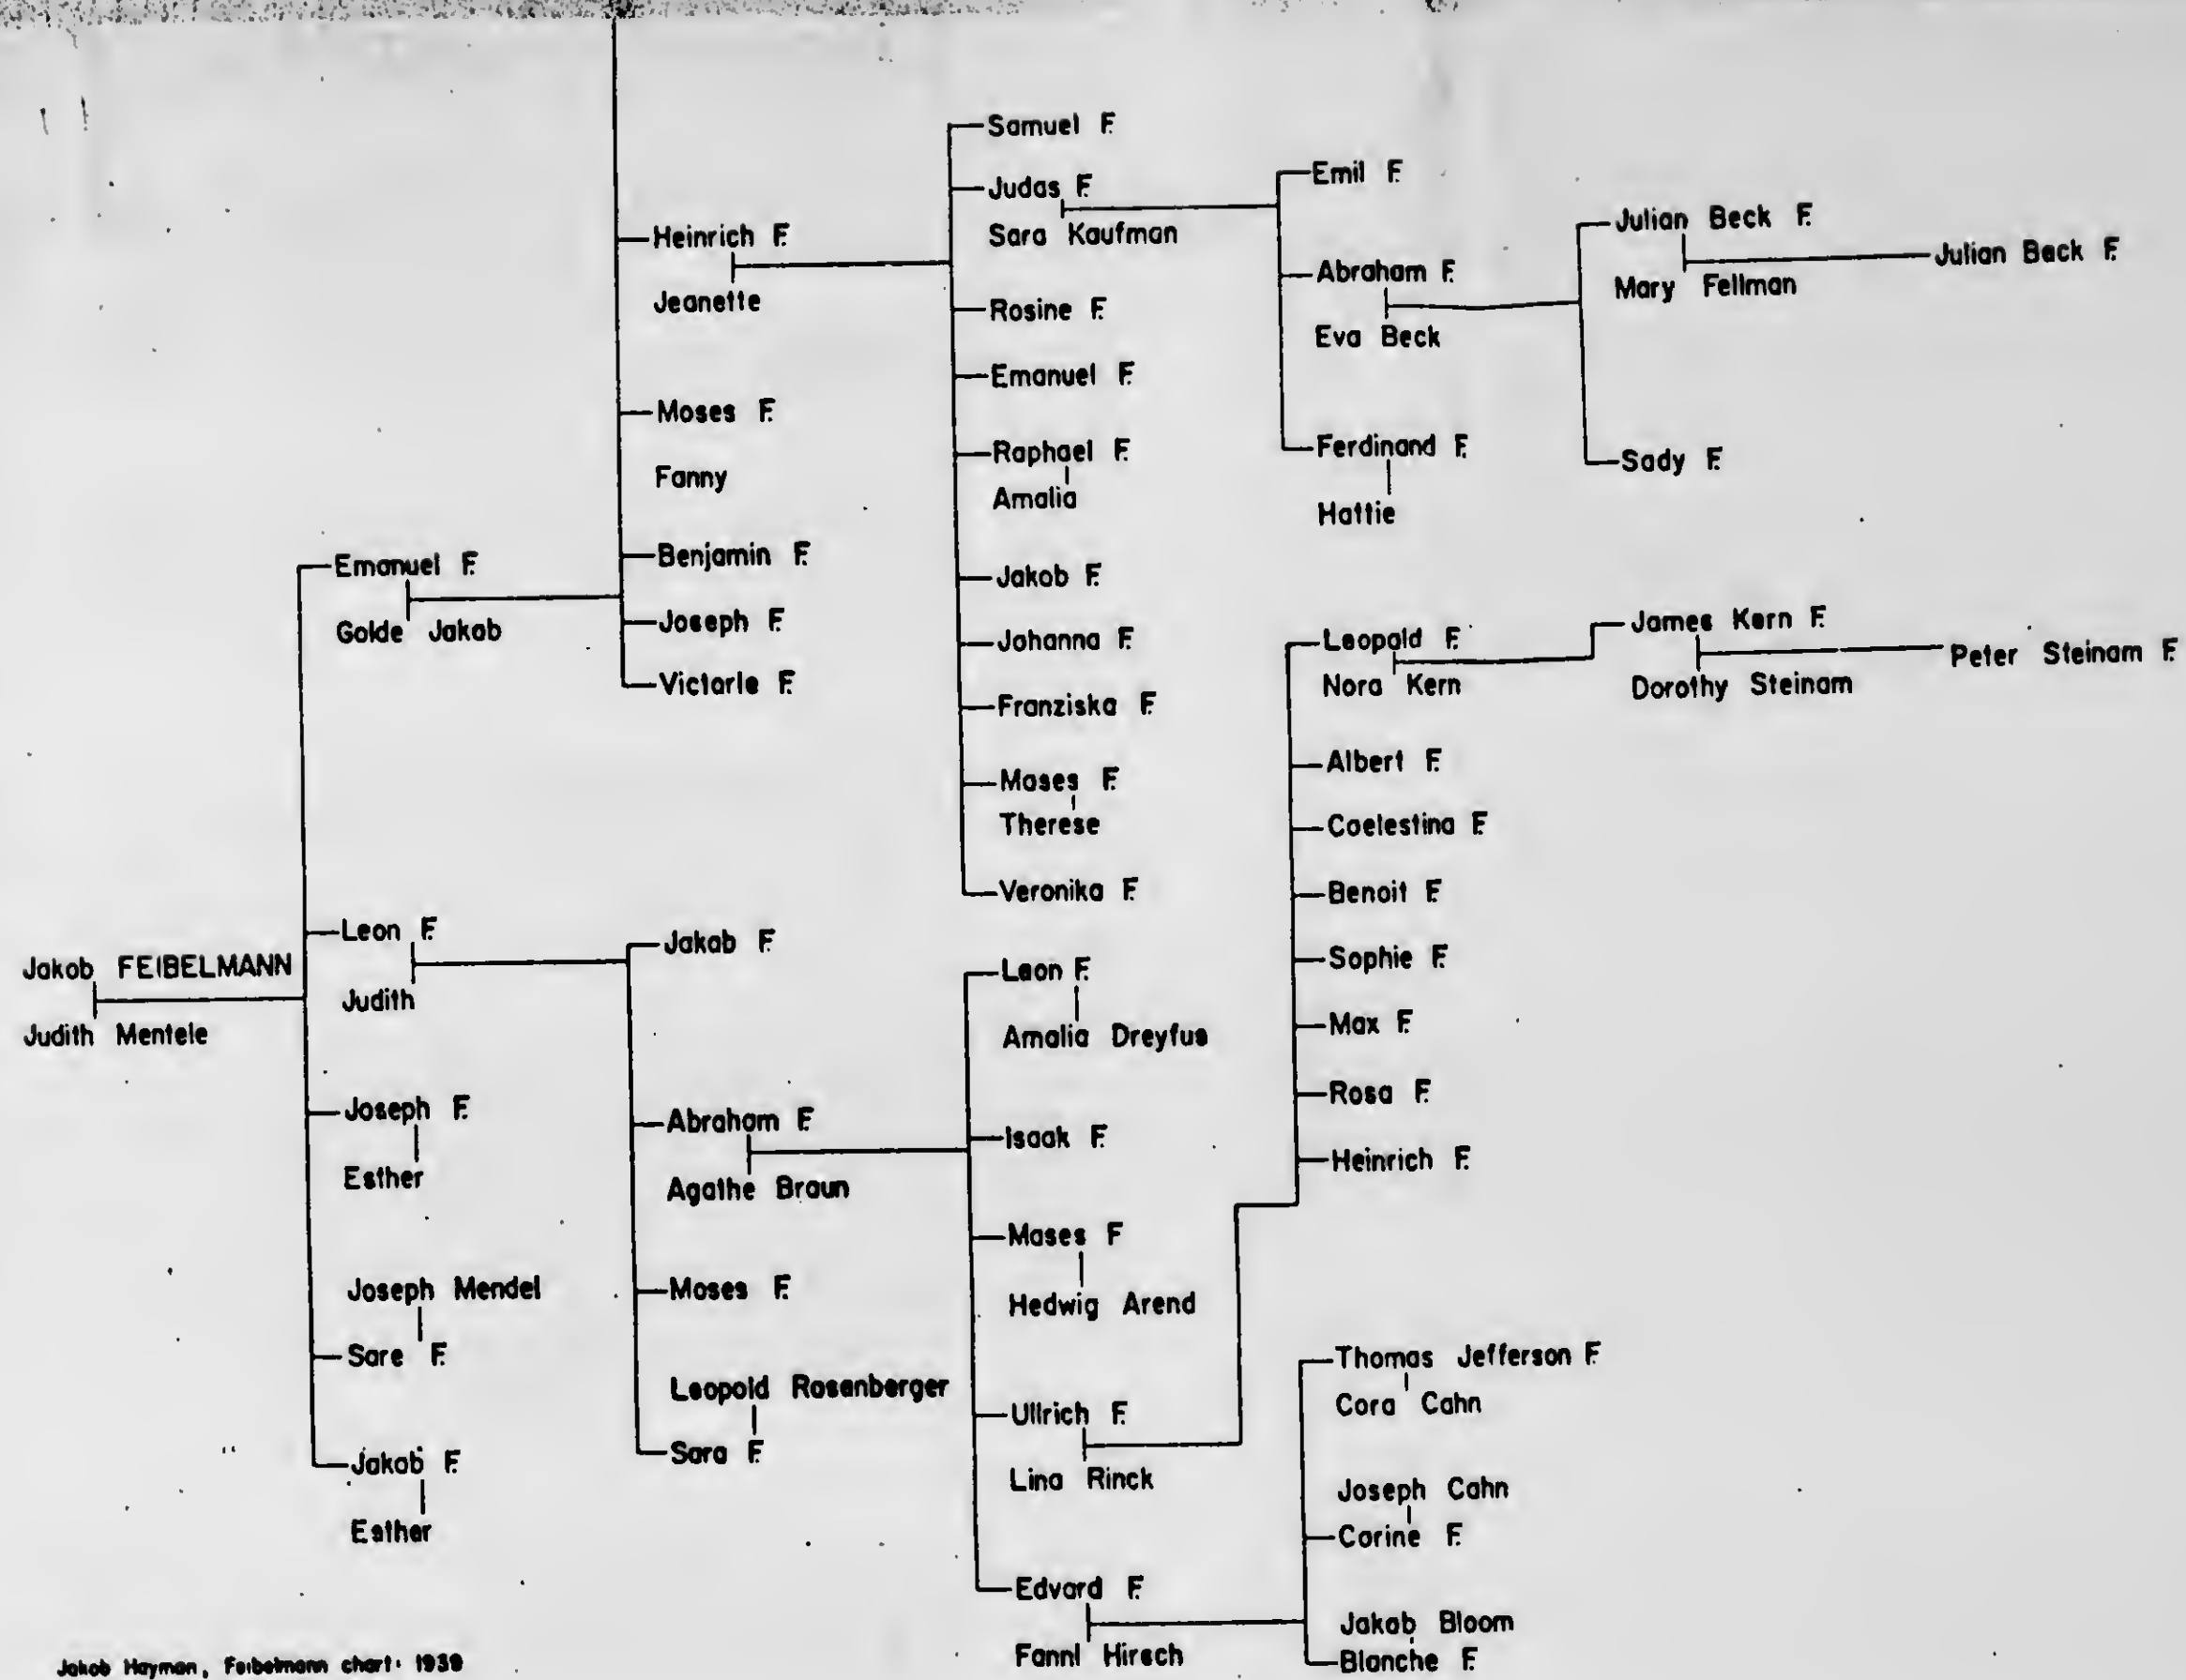 Jakob FEIBELMANN
Judith Mentele
Emanuel F.
Golde Jakob
Leon F.
Judith
Joseph F.
Esther
Joseph Mendel
Sare F.
Jakob F.
Esther
Heinrich F.
Jeanette
Moses F.
Fanny
Benjamin F.
Joseph F.
Victorie F.
Jakob F.
Abraham F.
Agathe Braun
Moses F.
Leopold Rosenberger
Sara F.
Samuel F.
Judas F.
Sara Kaufman
Rosine F.
Emanuel F.
Raphael F.
Amalia
Jakob F.
Johanna F.
Franziska F.
Moses F.
Therese
Veronika F.
Leon F.
Amalia Dreyfus
Isaak F.
Moses F
Hedwig Arend
Ullrich F.
Lina Rinck
Edvard F.
Fanni Hirsch
Emil F.
Abraham F.
Eva Beck
Ferdinand F.
Hattie
Leopold F.
Nora Kern
Albert F.
Coelestina F
Benoit F.
Sophie F.
Max F.
Rosa F.
Heinrich F.
Thomas Jefferson F.
Cora Cahn
Joseph Cahn
Corine F.
Jakob Bloom
Blanche F.
Julian Beck F.
Mary Fellman
Sady F.
James Kern F.
Dorothy Steinam
Julian Beck F.
Peter Steinam F.
Jakob Hayman, Feibelmann chart: 1939